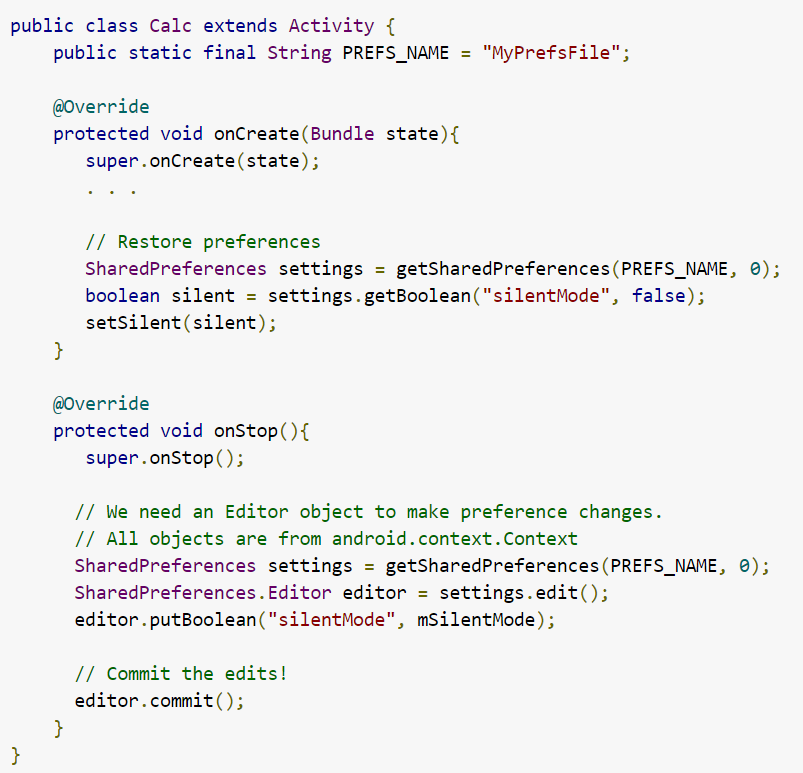 public class Calc extends Activity {
    public static final String PREFS_NAME = "MyPrefsFile";
    @Override
    protected void onCreate(Bundle state){
       super.onCreate(state);
       . . .
       // Restore preferences
       SharedPreferences settings = getSharedPreferences(PREFS_NAME, 0);
       boolean silent = settings.getBoolean("silentMode", false);
       setSilent(silent);
    }
    @Override
    protected void onStop(){
       super.onStop();
      // We need an Editor object to make preference changes.
      // All objects are from android.context.Context
      SharedPreferences settings = getSharedPreferences(PREFS_NAME, 0);
      SharedPreferences.Editor editor = settings.edit();
      editor.putBoolean("silentMode", mSilentMode);
      // Commit the edits!
      editor.commit();
    }
}